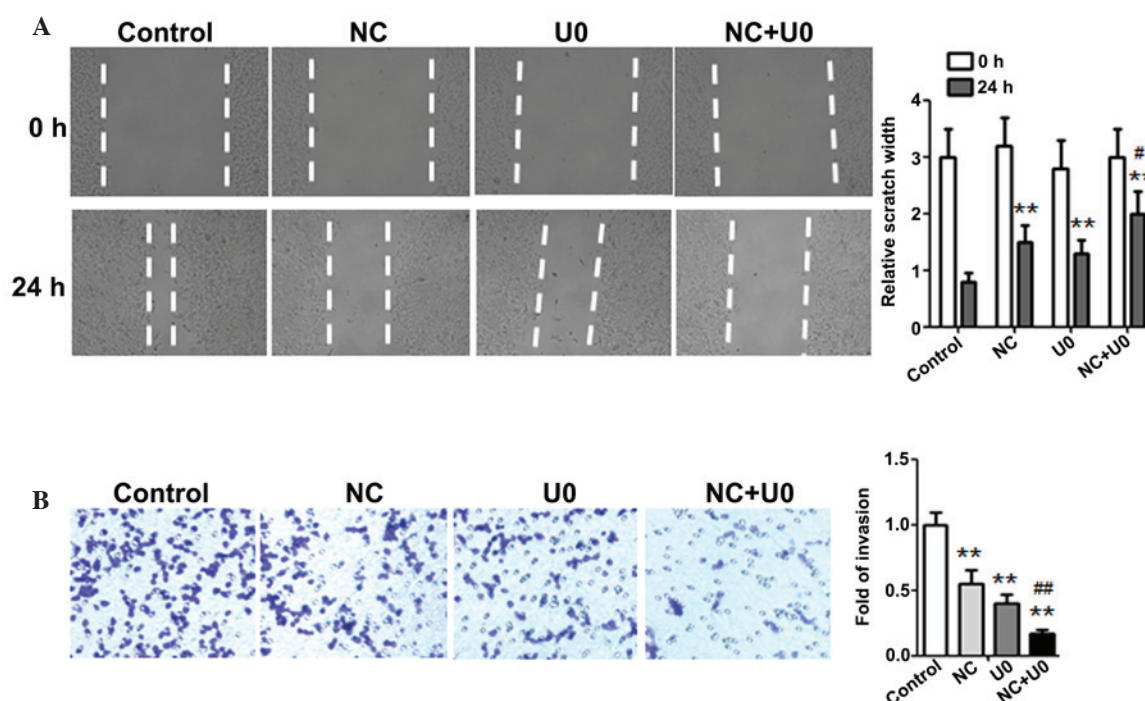 A
Control NC U0 NC+U0
0 h
24 h
0 h
24 h
Relative scratch width
4
3
2
1
0
**
**
#
**
Control NC U0 NC+U0
B
Control NC U0 NC+U0
Fold of invasion
1.5
1.0
0.5
0.0
**
**
##
**
Control NC U0 NC+U0